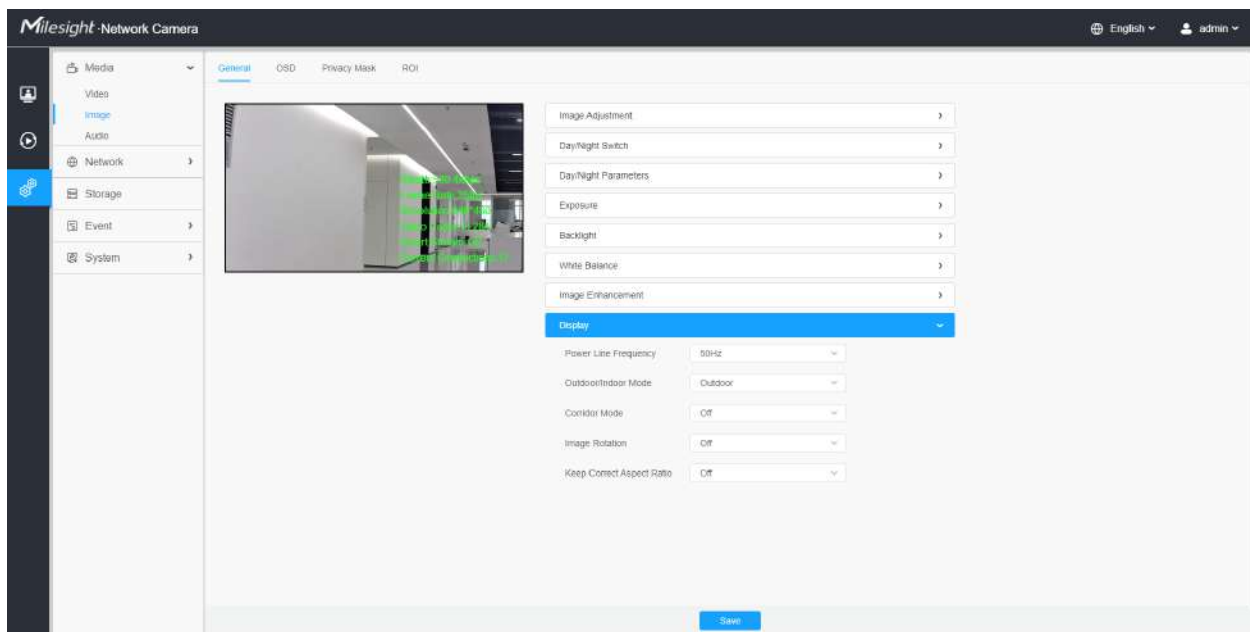 Milesight ·Network Camera
English
admin
Media
Video
Image
Audio
Network
Storage
Event
System
General OSD Privacy Mask ROI
Image Adjustment
Day/Night Switch
Day/Night Parameters
Exposure
Backlight
White Balance
Image Enhancement
Display
Power Line Frequency 50Hz
Outdoor/Indoor Mode Outdoor
Corridor Mode Off
Image Rotation Off
Keep Correct Aspect Ratio Off
Save